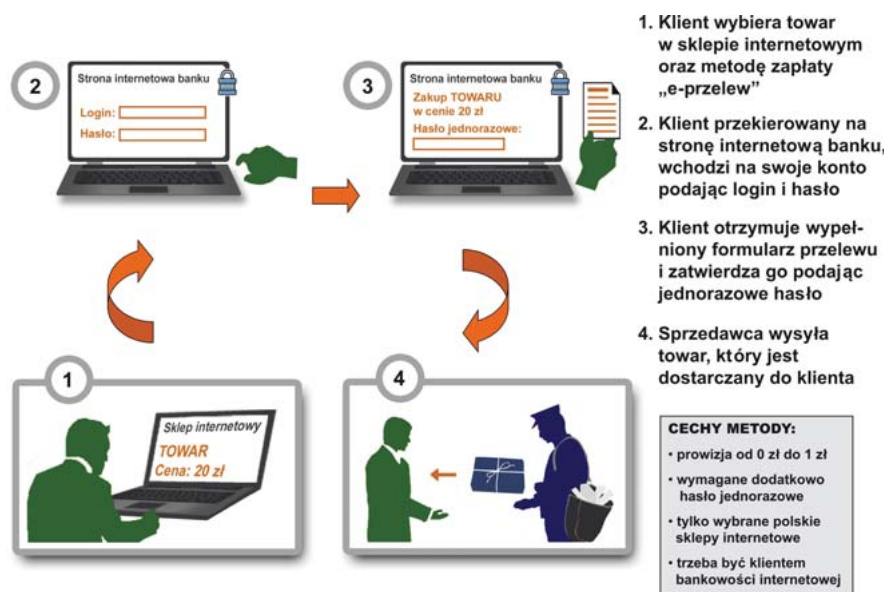 2
Strona internetowa banku
Login:
Hasło:
3
Strona internetowa banku
Zakup TOWARU
w cenie 20 zł
Hasło jednorazowe:
1
Sklep internetowy
TOWAR
Cena: 20 zł
4
1. Klient wybiera towar
w sklepie internetowym
oraz metodę zapłaty
„e-przelew”
2. Klient przekierowany na
stronę internetową banku,
wchodzi na swoje konto
podając login i hasło
3. Klient otrzymuje wypeł-
niony formularz przelewu
i zatwierdza go podając
jednorazowe hasło
4. Sprzedawca wysyła
towar, który jest
dostarczany do klienta
CECHY METODY:
• prowizja od 0 zł do 1 zł
• wymagane dodatkowo
hasło jednorazowe
• tylko wybrane polskie
sklepy internetowe
• trzeba być klientem
bankowości internetowej